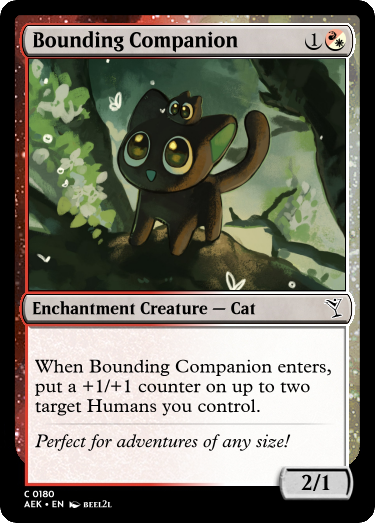 Bounding Companion 1
Enchantment Creature — Cat
When Bounding Companion enters,
put a +1/+1 counter on up to two
target Humans you control.
Perfect for adventures of any size!
2/1
C 0180
AEK • EN BEEL2L